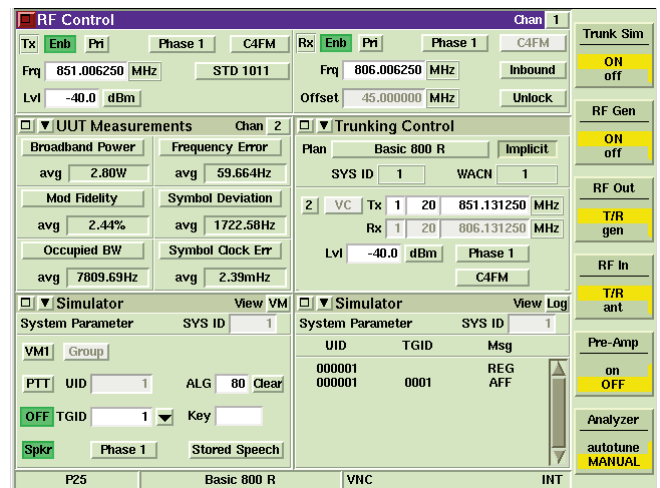 RF Control Chan 1
Tx Enb Pri Phase 1 C4FM
Frq 851.006250 MHz STD 1011
Lvl -40.0 dBm
Rx Enb Pri Phase 1 C4FM
Frq 806.006250 MHz Inbound
Offset 45.000000 MHz Unlock
UUT Measurements Chan 2
Broadband Power Frequency Error
avg 2.80W avg 59.664Hz
Mod Fidelity Symbol Deviation
avg 2.44% avg 1722.58Hz
Occupied BW Symbol Clock Err
avg 7809.69Hz avg 2.39mHz
Trunking Control
Plan Basic 800 R Implicit
SYS ID 1 WACN 1
2 VC Tx 1 20 851.131250 MHz
Rx 1 20 806.131250 MHz
Lvl -40.0 dBm Phase 1
C4FM
Simulator View VM
System Parameter SYS ID 1
VM1 Group
PTT UID 1 ALG 80 Clear
OFF TGID 1 Key
Spkr Phase 1 Stored Speech
Simulator View Log
System Parameter SYS ID 1
UID TGID Msg
000001 REG
000001 0001 AFF
P25 Basic 800 R VNC INT
Trunk Sim
ON
off
RF Gen
ON
off
RF Out
T/R
gen
RF In
T/R
ant
Pre-Amp
on
OFF
Analyzer
autotune
MANUAL